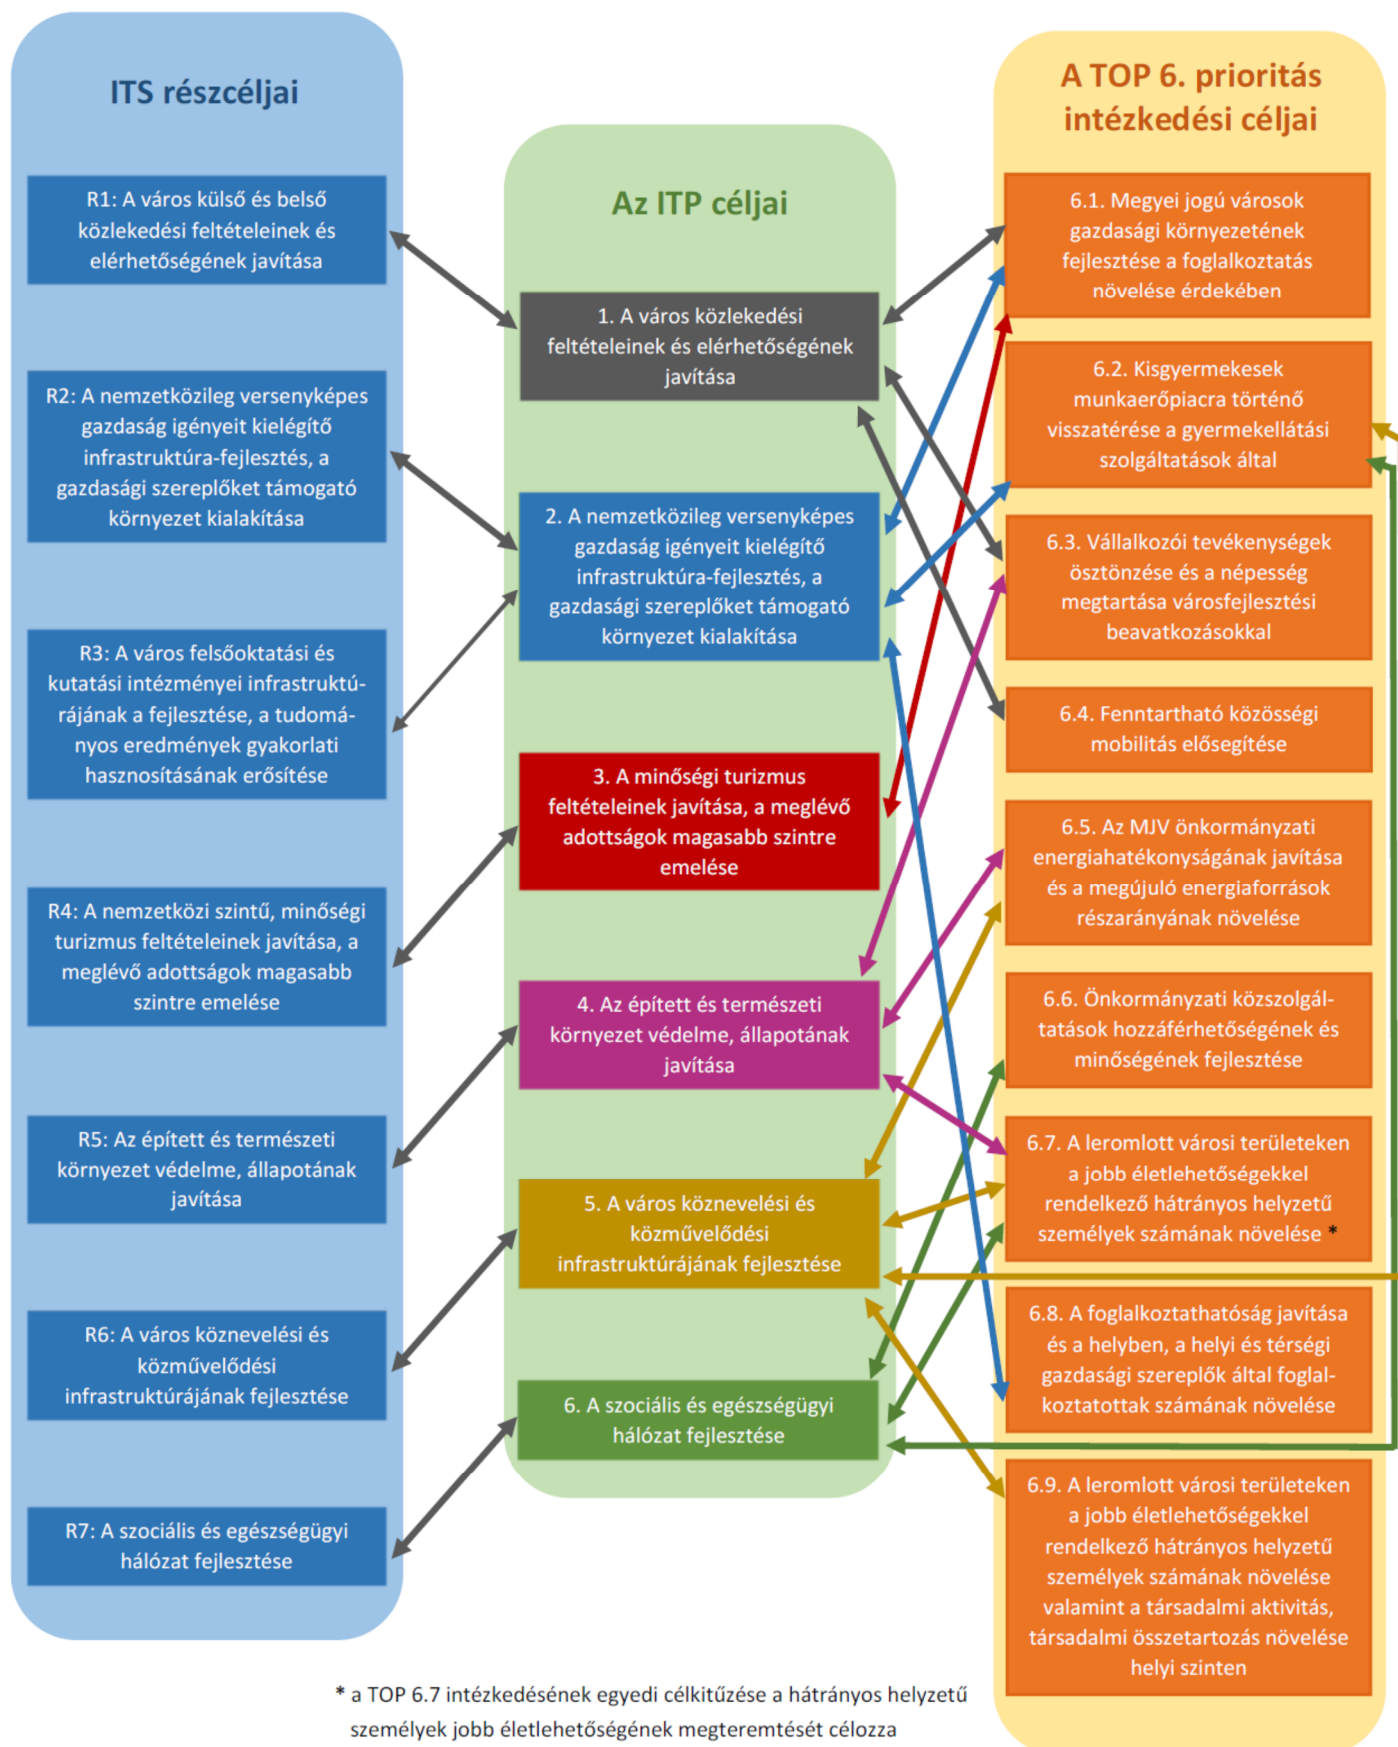 ITS részcéljai
R1: A város külső és belső
közlekedési feltételeinek és
elérhetőségének javítása
R2: A nemzetközileg versenyképes
gazdaság igényeit kielégítő
infrastruktúra-fejlesztés, a
gazdasági szereplőket támogató
környezet kialakítása
R3: A város felsőoktatási és
kutatási intézményei infrastruktú-
rájának a fejlesztése, a tudomá-
nyos eredmények gyakorlati
hasznosításának erősítése
R4: A nemzetközi szintű, minőségi
turizmus feltételeinek javítása, a
meglévő adottságok magasabb
szintre emelése
R5: Az épített és természeti
környezet védelme, állapotának
javítása
R6: A város köznevelési és
közművelődési
infrastruktúrájának fejlesztése
R7: A szociális és egészségügyi
hálózat fejlesztése
Az ITP céljai
1. A város közlekedési
feltételeinek és elérhetőségének
javítása
2. A nemzetközileg versenyképes
gazdaság igényeit kielégítő
infrastruktúra-fejlesztés, a
gazdasági szereplőket támogató
környezet kialakítása
3. A minőségi turizmus
feltételeinek javítása, a meglévő
adottságok magasabb szintre
emelése
4. Az épített és természeti
környezet védelme, állapotának
javítása
5. A város köznevelési és
közművelődési
infrastruktúrájának fejlesztése
6. A szociális és egészségügyi
hálózat fejlesztése
A TOP 6. prioritás
intézkedési céljai
6.1. Megyei jogú városok
gazdasági környezetének
fejlesztése a foglalkoztatás
növelése érdekében
6.2. Kisgyermekesek
munkaerőpiacra történő
visszatérése a gyermekellátási
szolgáltatások által
6.3. Vállalkozói tevékenységek
ösztönzése és a népesség
megtartása városfejlesztési
beavatkozásokkal
6.4. Fenntartható közösségi
mobilitás elősegítése
6.5. Az MJV önkormányzati
energiahatékonyságának javítása
és a megújuló energiaforrások
részarányának növelése
6.6. Önkormányzati közszolgál-
tatások hozzáférhetőségének és
minőségének fejlesztése
6.7. A leromlott városi területeken
a jobb életlehetőségekkel
rendelkező hátrányos helyzetű
személyek számának növelése *
6.8. A foglalkoztathatóság javítása
és a helyben, a helyi és térségi
gazdasági szereplők által foglal-
koztatottak számának növelése
6.9. A leromlott városi területeken
a jobb életlehetőségekkel
rendelkező hátrányos helyzetű
személyek számának növelése
valamint a társadalmi aktivitás,
társadalmi összetartozás növelése
helyi szinten
* a TOP 6.7 intézkedésének egyedi célkitűzése a hátrányos helyzetű
személyek jobb életlehetőségének megteremtését célozza